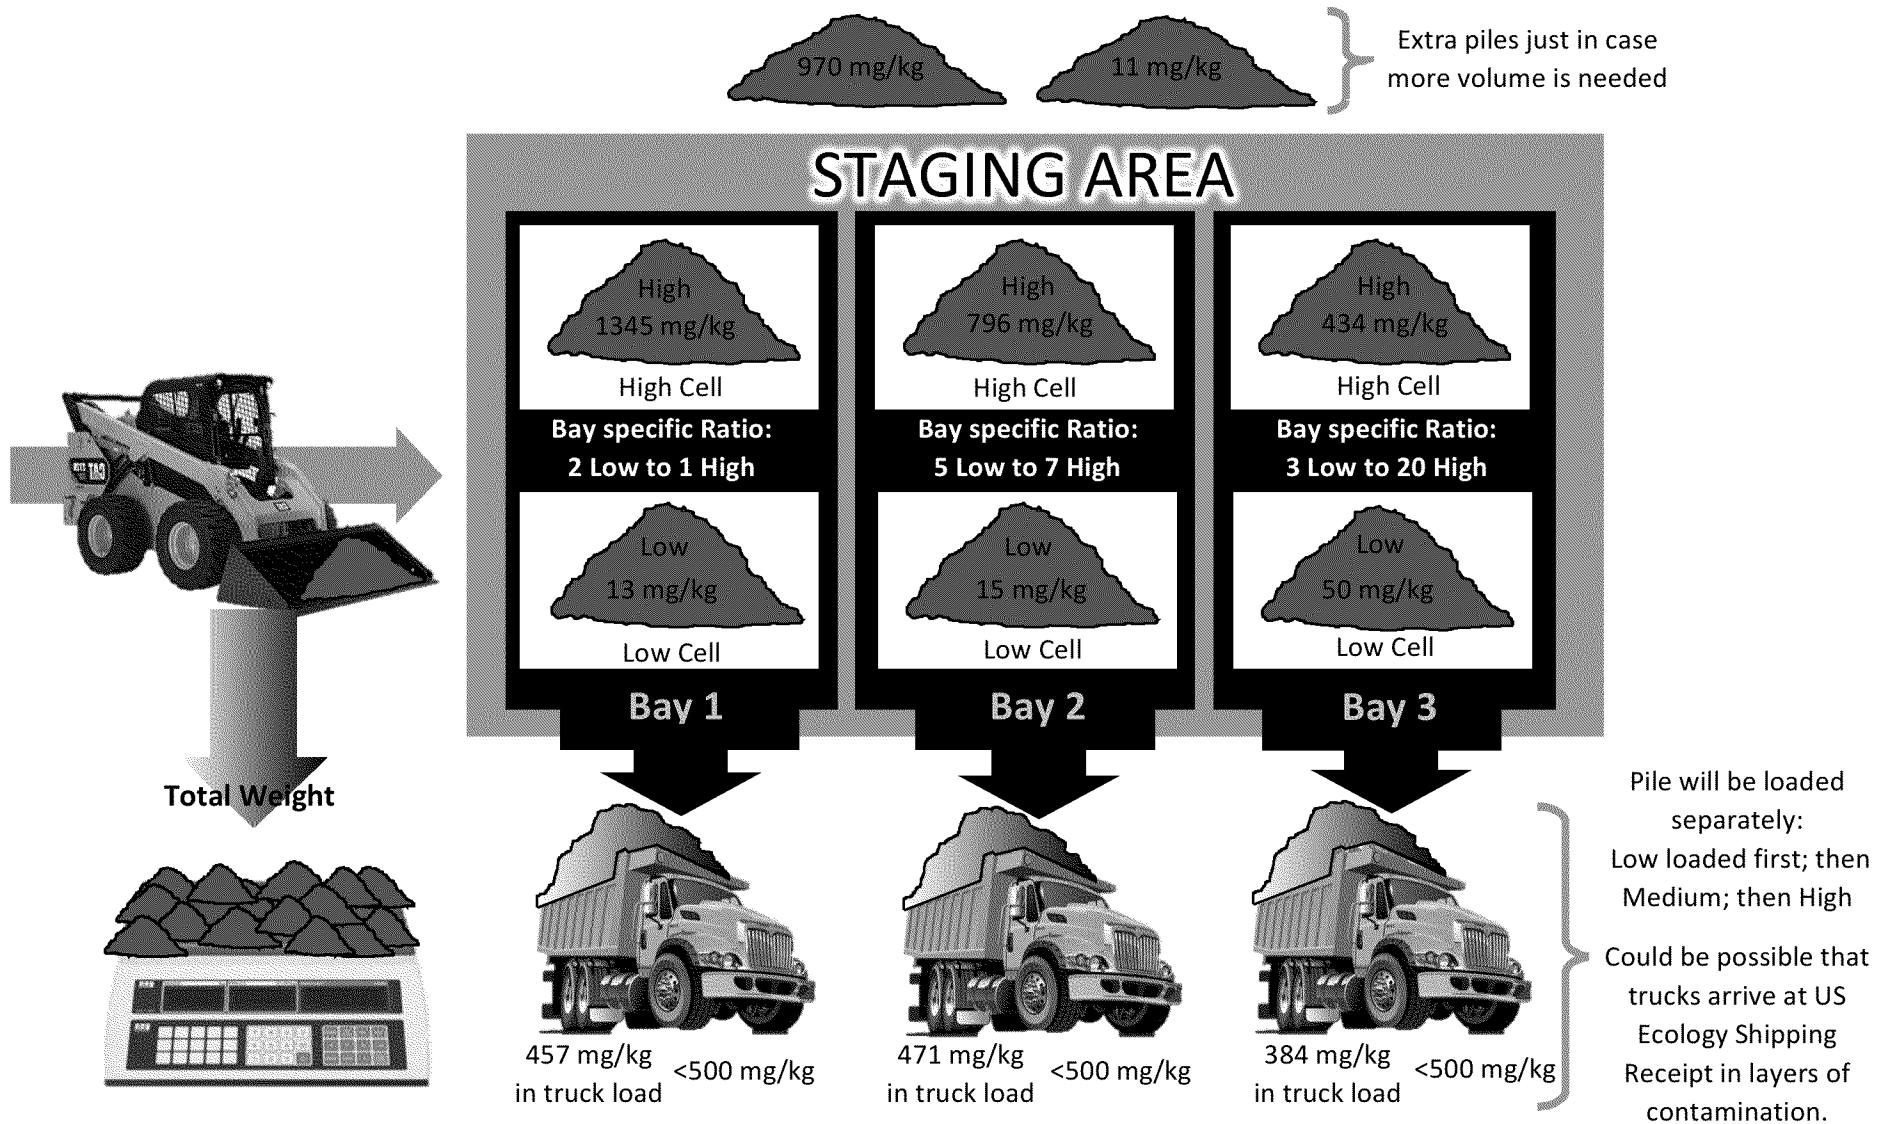 970 mg/kg
11 mg/kg
Extra piles just in case
more volume is needed
STAGING AREA
High
1345 mg/kg
High Cell
Bay specific Ratio:
2 Low to 1 High
Low
13 mg/kg
Low Cell
Bay 1
High
796 mg/kg
High Cell
Bay specific Ratio:
5 Low to 7 High
Low
15 mg/kg
Low Cell
Bay 2
High
434 mg/kg
High Cell
Bay specific Ratio:
3 Low to 20 High
Low
50 mg/kg
Low Cell
Bay 3
Total Weight
457 mg/kg
in truck load
<500 mg/kg
471 mg/kg
in truck load
<500 mg/kg
384 mg/kg
in truck load
<500 mg/kg
Pile will be loaded
separately:
Low loaded first; then
Medium; then High
Could be possible that
trucks arrive at US
Ecology Shipping
Receipt in layers of
contamination.